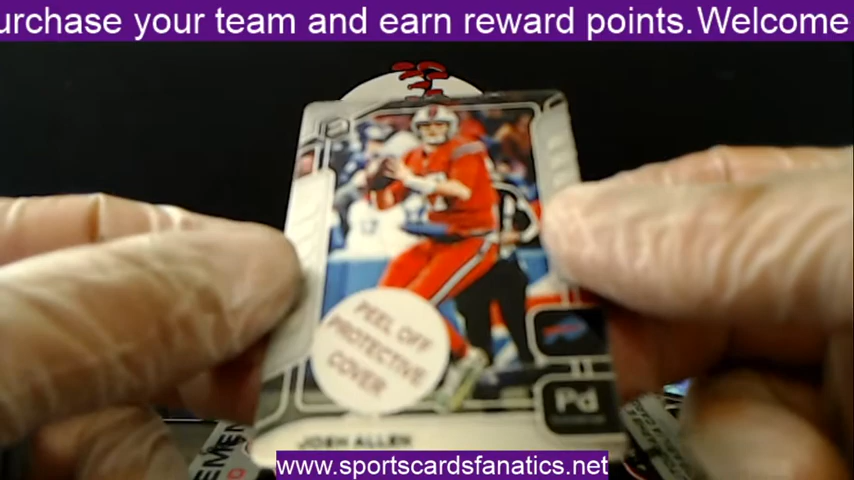 urchase your team and earn reward points.Welcome
PEEL OFF
PROTECTIVE
COVER
Pd
JOSH ALLEN
www.sportscardsfanatics.net